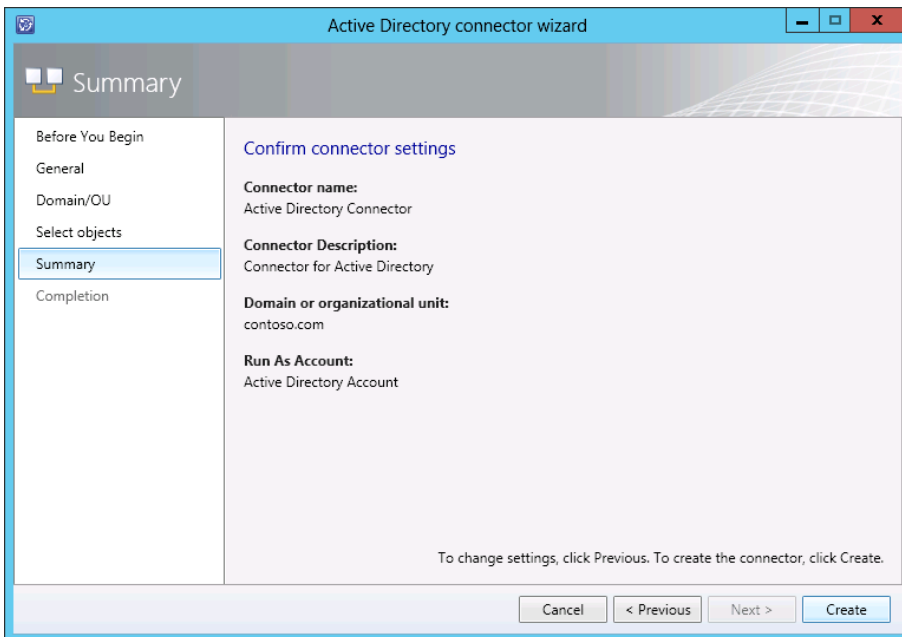 Active Directory connector wizard
Summary
Before You Begin
General
Domain/OU
Select objects
Summary
Completion
Confirm connector settings
Connector name:
Active Directory Connector
Connector Description:
Connector for Active Directory
Domain or organizational unit:
contoso.com
Run As Account:
Active Directory Account
To change settings, click Previous. To create the connector, click Create.
Cancel
< Previous
Next >
Create